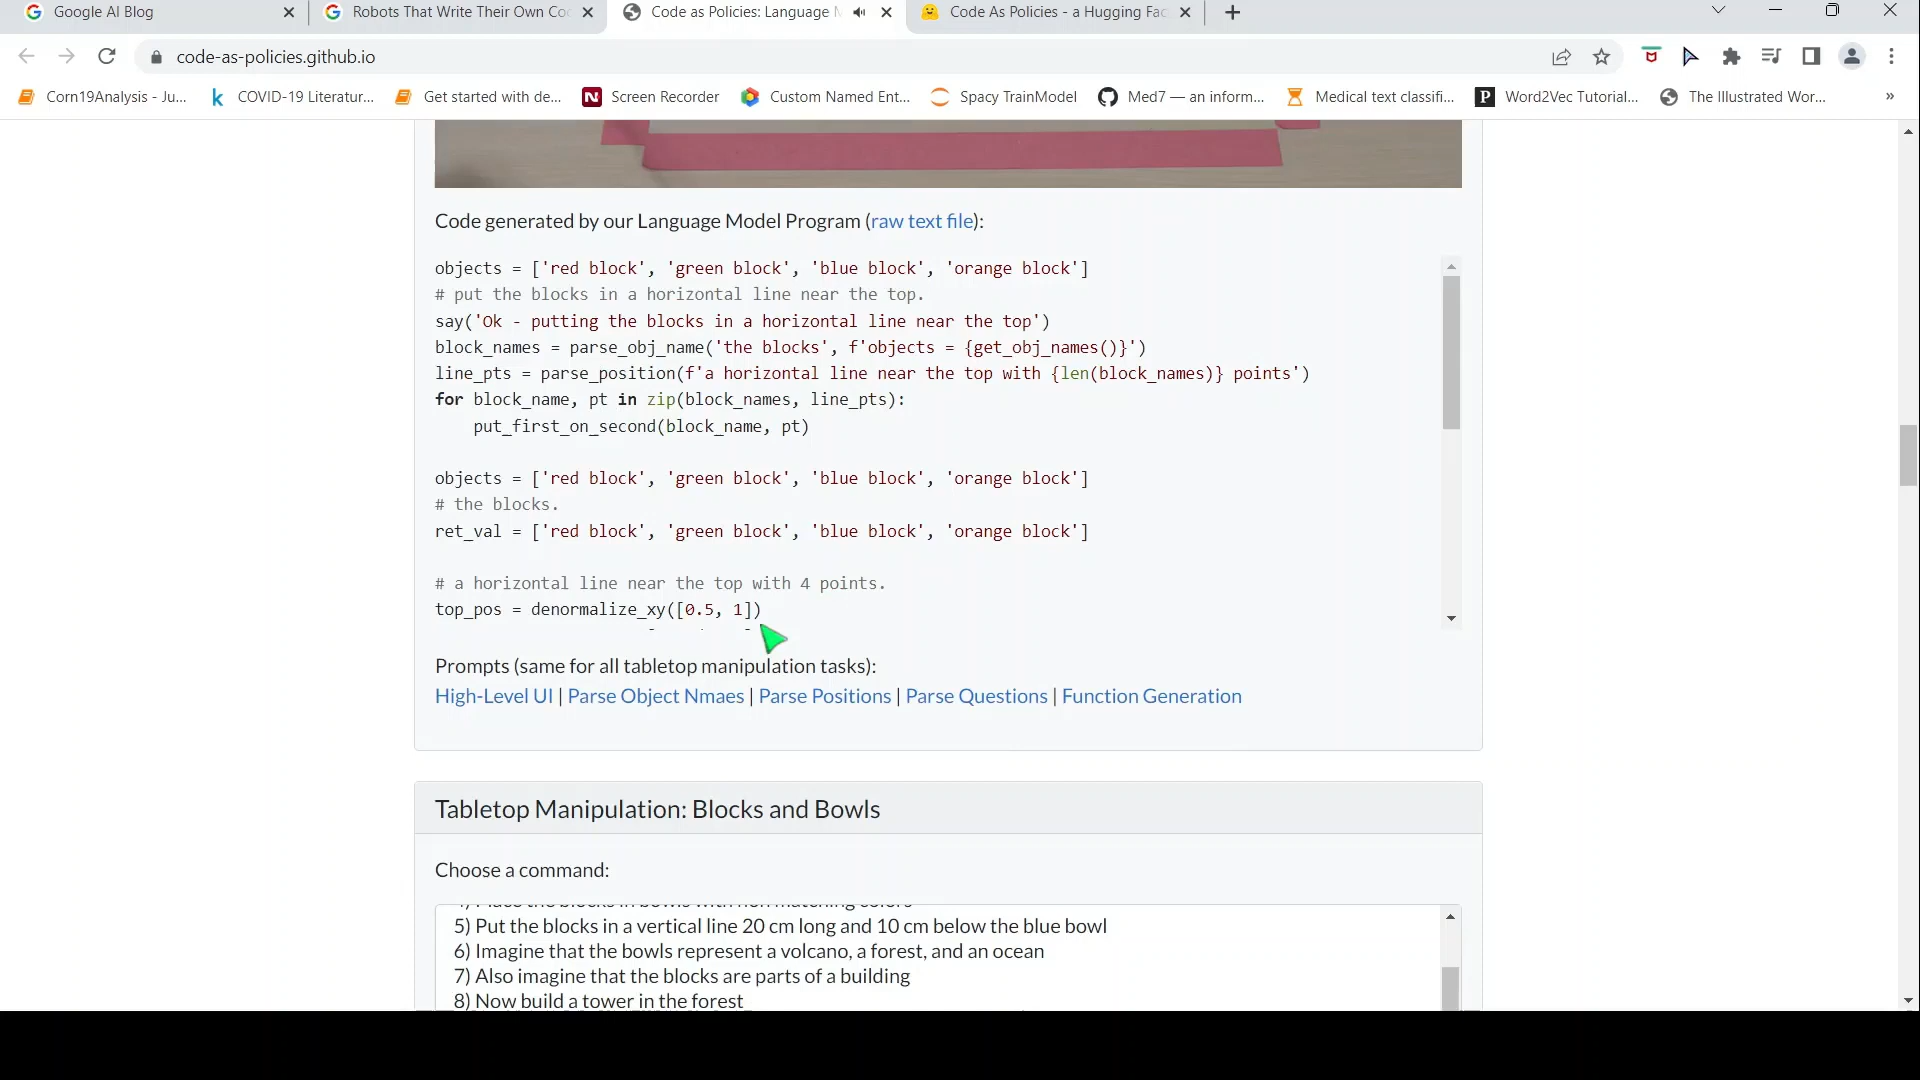 Google AI Blog
Robots That Write Their Own Co
Code as Policies: Language M
Code As Policies - a Hugging Fac
code-as-policies.github.io
Corn19Analysis - Ju...
COVID-19 Literatur...
Get started with de...
Screen Recorder
Custom Named Ent...
Spacy TrainModel
Med7 — an inform...
Medical text classifi...
Word2Vec Tutorial...
The Illustrated Wor...
»
Code generated by our Language Model Program (raw text file):
objects = ['red block', 'green block', 'blue block', 'orange block']
# put the blocks in a horizontal line near the top.
say('Ok - putting the blocks in a horizontal line near the top')
block_names = parse_obj_name('the blocks', f'objects = {get_obj_names()}')
line_pts = parse_position(f'a horizontal line near the top with {len(block_names)} points')
for block_name, pt in zip(block_names, line_pts):
    put_first_on_second(block_name, pt)
objects = ['red block', 'green block', 'blue block', 'orange block']
# the blocks.
ret_val = ['red block', 'green block', 'blue block', 'orange block']
# a horizontal line near the top with 4 points.
top_pos = denormalize_xy([0.5, 1])
Prompts (same for all tabletop manipulation tasks):
High-Level UI | Parse Object Nmaes | Parse Positions | Parse Questions | Function Generation
Tabletop Manipulation: Blocks and Bowls
Choose a command:
5) Put the blocks in a vertical line 20 cm long and 10 cm below the blue bowl
6) Imagine that the bowls represent a volcano, a forest, and an ocean
7) Also imagine that the blocks are parts of a building
8) Now build a tower in the forest